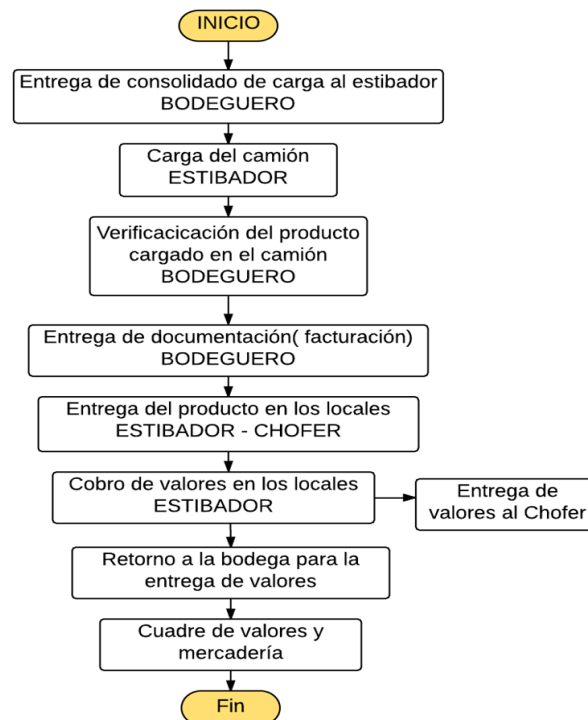 INICIO
Entrega de consolidado de carga al estibador
BODEGUERO
Carga del camión
ESTIBADOR
Verificacicación del producto
cargado en el camión
BODEGUERO
Entrega de documentación( facturación)
BODEGUERO
Entrega del producto en los locales
ESTIBADOR - CHOFER
Cobro de valores en los locales
ESTIBADOR
Entrega de
valores al Chofer
Retorno a la bodega para la
entrega de valores
Cuadre de valores y
mercadería
Fin